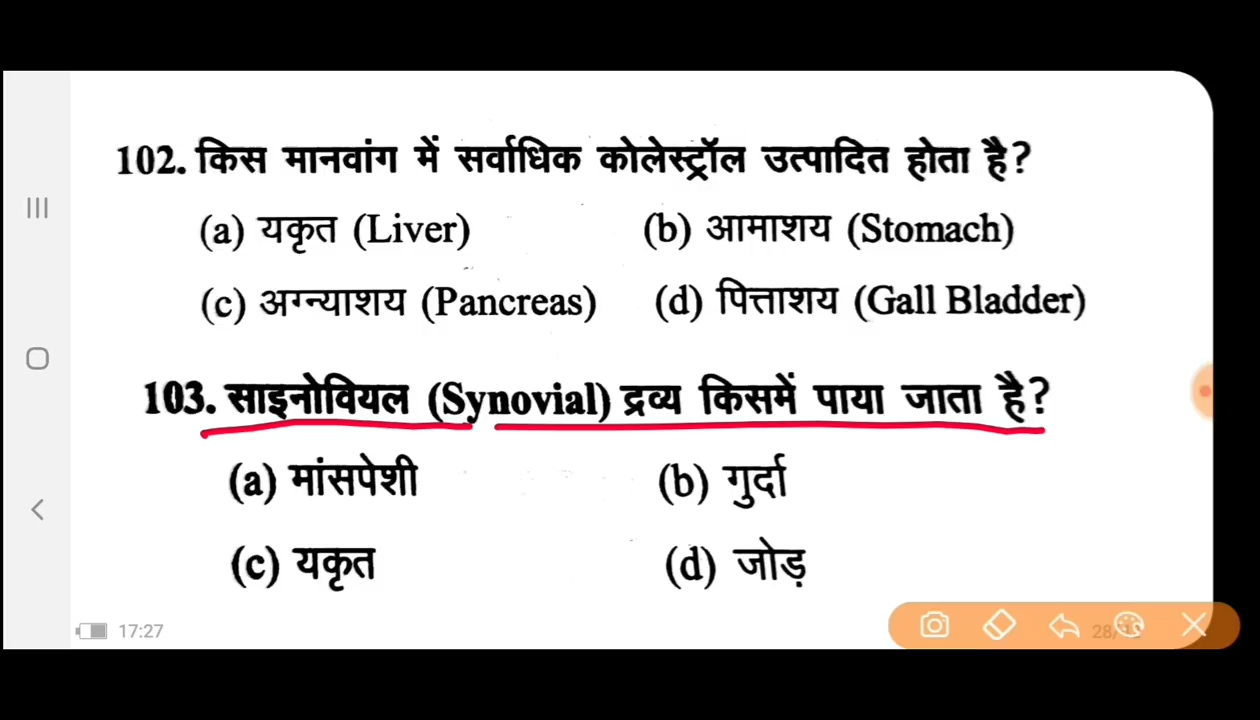 102. किस मानवांग में सर्वाधिक कोलेस्ट्रॉल उत्पादित होता है?
(a) यकृत (Liver) (b) आमाशय (Stomach)
(c) अग्न्याशय (Pancreas) (d) पित्ताशय (Gall Bladder)
103. साइनोवियल (Synovial) द्रव्य किसमें पाया जाता है?
(a) मांसपेशी (b) गुर्दा
(c) यकृत (d) जोड़
17:27